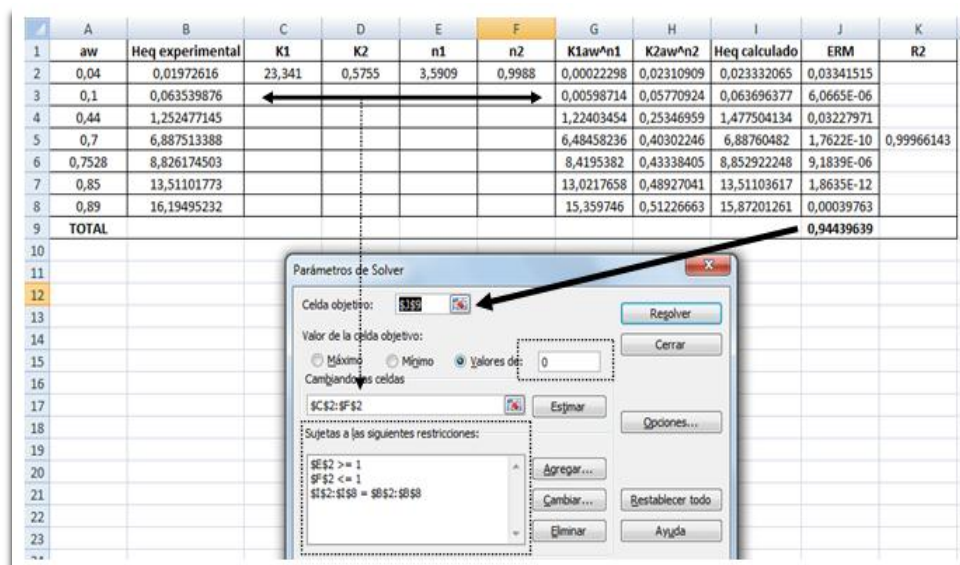 A B C D E F G H I J K
1 aw Heq experimental K1 K2 n1 n2 K1aw^n1 K2aw^n2 Heq calculado ERM R2
2 0,04 0,01972616 23,341 0,5755 3,5909 0,9988 0,00022298 0,02310909 0,023332065 0,03341515
3 0,1 0,063539876 0,00598714 0,05770924 0,063696377 6,0665E-06
4 0,44 1,252477145 1,22403454 0,25346959 1,477504134 0,03227971
5 0,7 6,887513388 6,48458236 0,40302246 6,88760482 1,7622E-10 0,99966143
6 0,7528 8,826174503 8,4195382 0,43338405 8,852922248 9,1839E-06
7 0,85 13,51101773 13,0217658 0,48927041 13,51103617 1,8635E-12
8 0,89 16,19495232 15,359746 0,51226663 15,87201261 0,00039763
9 TOTAL 0,94439639
10
11
12
13
14
15
16
17
18
19
20
21
22
23
Parámetros de Solver
Celda objetivo: $J$9 Resolver
Valor de la celda objetivo: Cerrar
Máximo Mínimo Valores de: 0
Cambiando las celdas
$C$2:$F$2 Estimar
Opciones...
Sujetas a las siguientes restricciones:
$E$2 >= 1 Agregar...
$F$2 <= 1
$I$2:$I$8 = $B$2:$B$8 Cambiar... Restablecer todo
Eliminar Ayuda